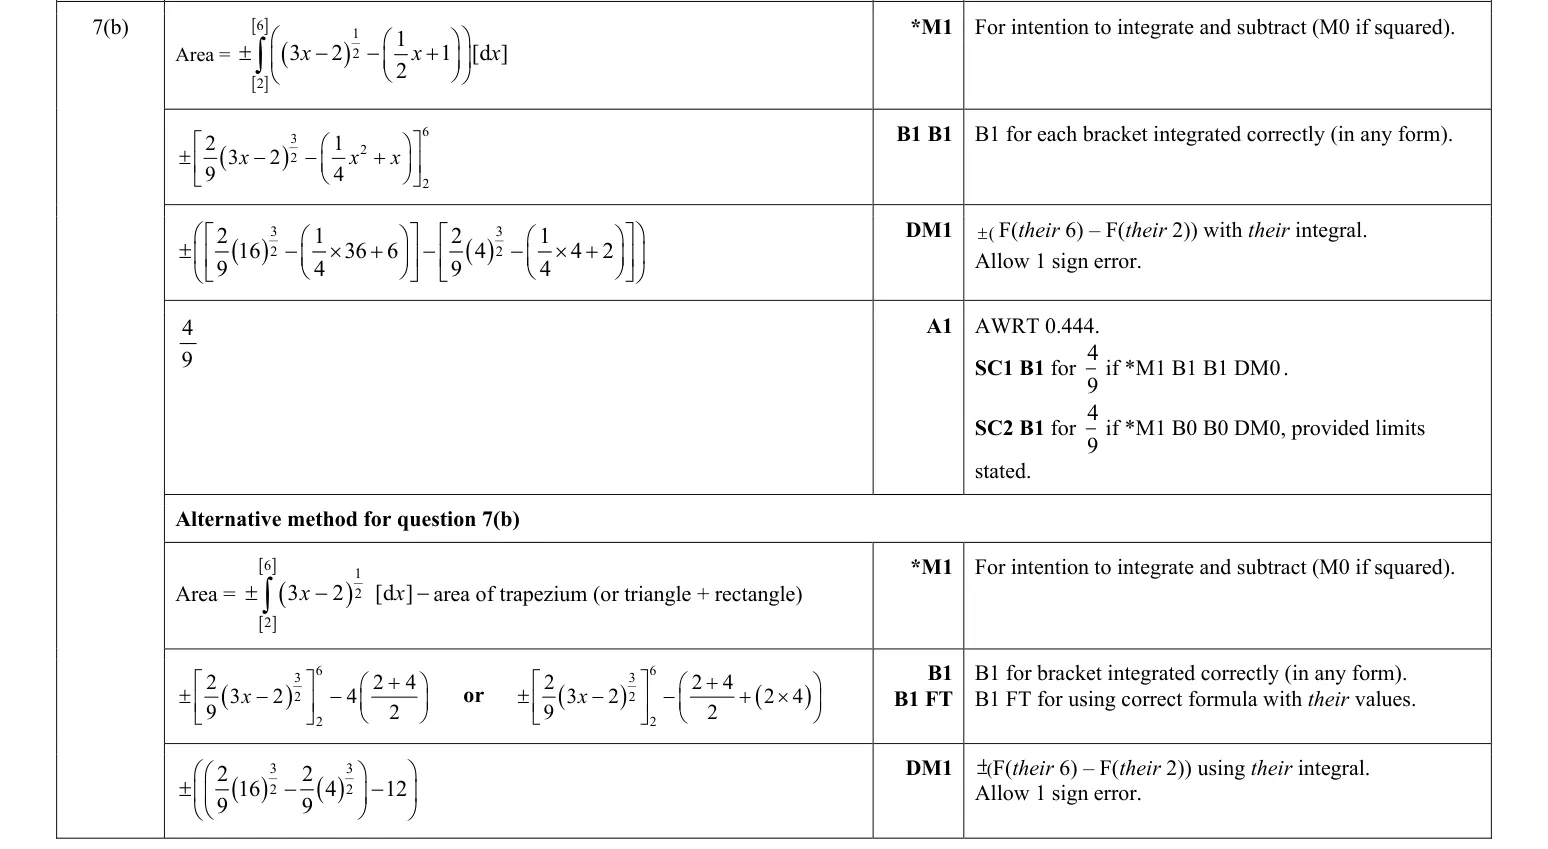 7(b)
Area = ± ∫_{[2]}^{[6]} ((3x − 2)^{1/2} − (1/2 x + 1)) [dx]
*M1
For intention to integrate and subtract (M0 if squared).
±[2/9 (3x − 2)^{3/2} − (1/4 x² + x)]_2^6
B1 B1
B1 for each bracket integrated correctly (in any form).
±([2/9 (16)^{3/2} − (1/4 × 36 + 6)] − [2/9 (4)^{3/2} − (1/4 × 4 + 2)])
DM1
±( F(their 6) – F(their 2)) with their integral.
Allow 1 sign error.
4/9
A1
AWRT 0.444.
SC1 B1 for 4/9 if *M1 B1 B1 DM0.
SC2 B1 for 4/9 if *M1 B0 B0 DM0, provided limits
stated.
Alternative method for question 7(b)
Area = ± ∫_{[2]}^{[6]} (3x − 2)^{1/2} [dx] − area of trapezium (or triangle + rectangle)
*M1
For intention to integrate and subtract (M0 if squared).
±[2/9 (3x − 2)^{3/2}]_2^6 − 4((2 + 4)/2) or ±[2/9 (3x − 2)^{3/2}]_2^6 − ((2 + 4)/2 + (2 × 4))
B1
B1 FT
B1 for bracket integrated correctly (in any form).
B1 FT for using correct formula with their values.
±((2/9 (16)^{3/2} − 2/9 (4)^{3/2}) − 12)
DM1
±(F(their 6) – F(their 2)) using their integral.
Allow 1 sign error.